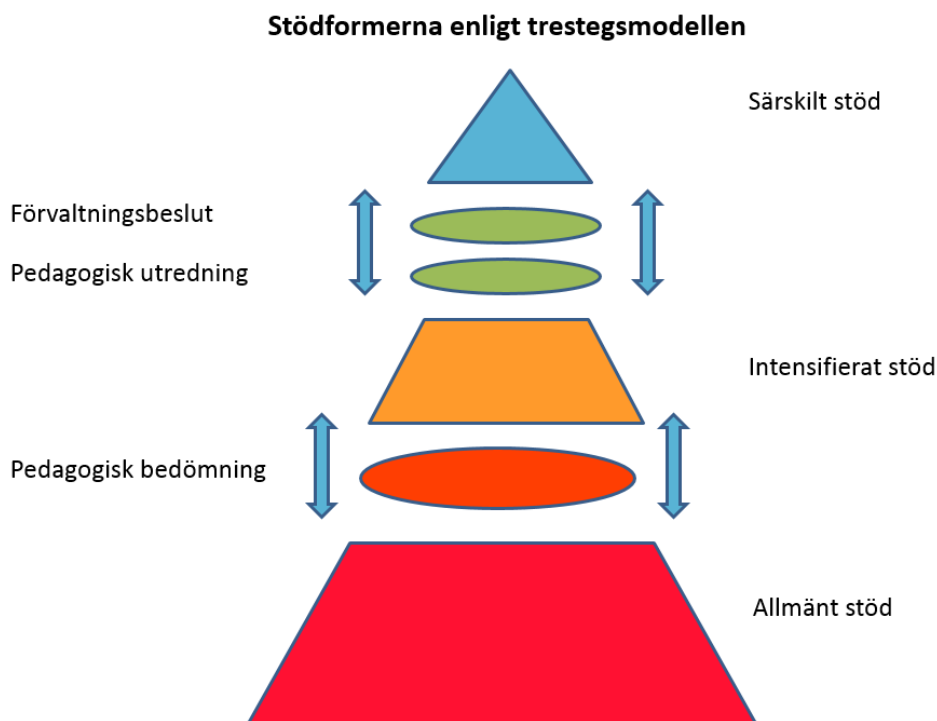 Stödformerna enligt trestegsmodellen
Särskilt stöd
Förvaltningsbeslut
Pedagogisk utredning
Intensifierat stöd
Pedagogisk bedömning
Allmänt stöd